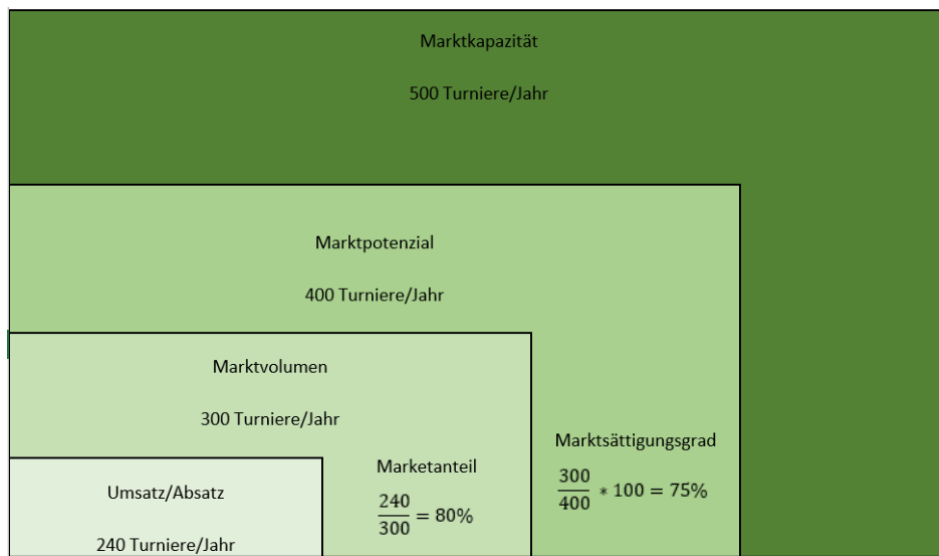 Marktkapazität
500 Turniere/Jahr
Marktpotenzial
400 Turniere/Jahr
Marktvolumen
300 Turniere/Jahr
Marktsättigungsgrad
300/400 * 100 = 75%
Marketanteil
240/300 = 80%
Umsatz/Absatz
240 Turniere/Jahr